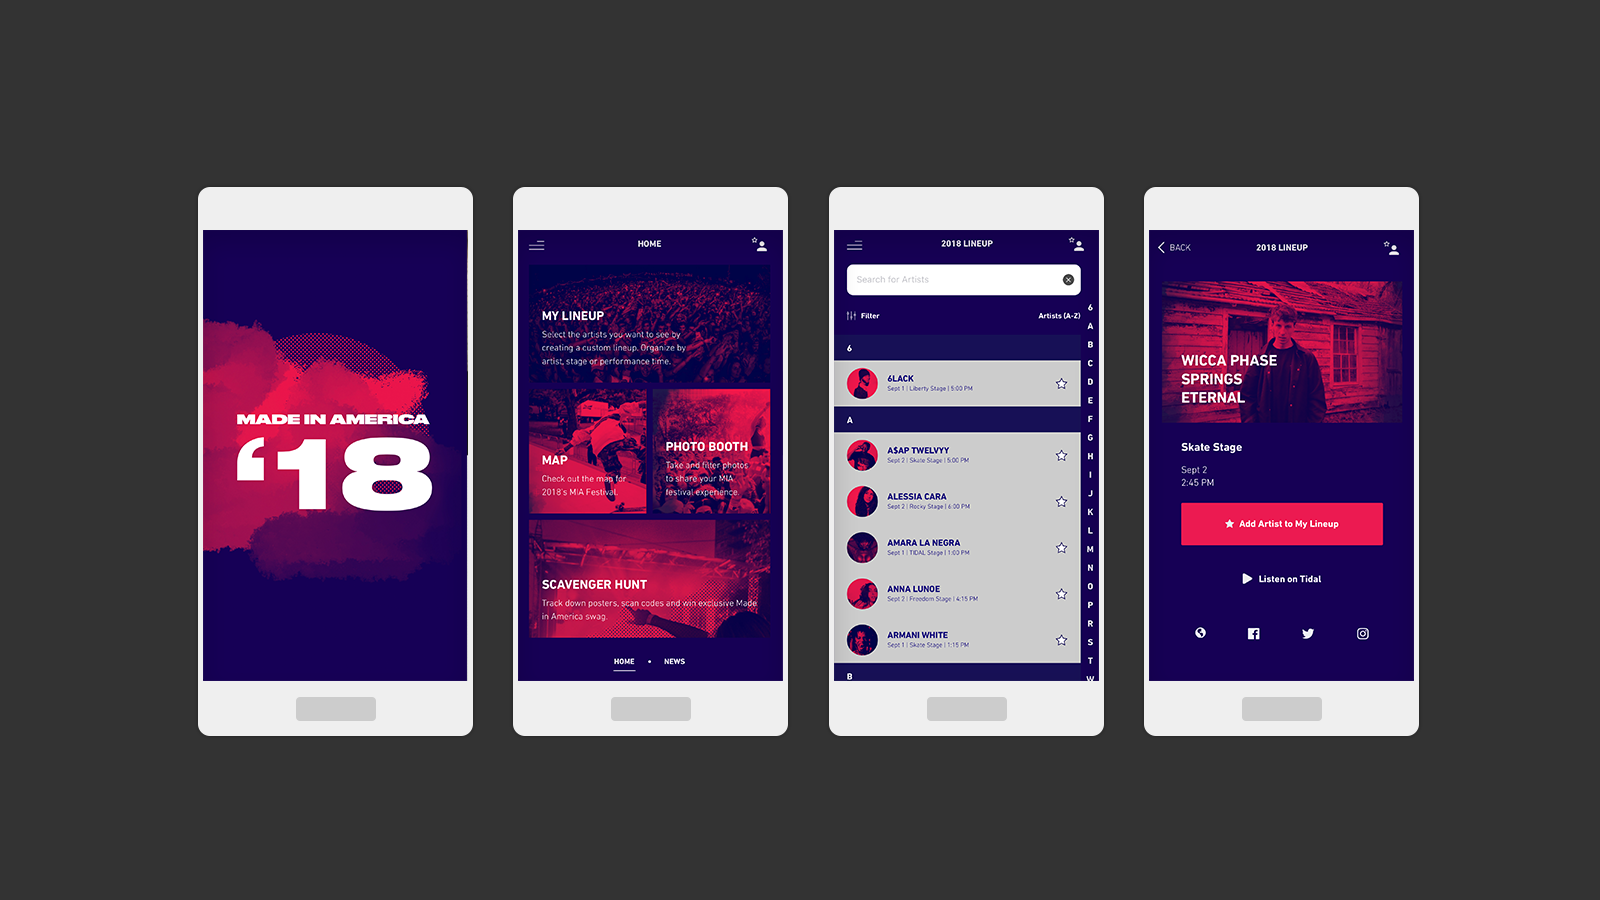 MADE IN AMERICA
‘18
HOME
MY LINEUP
Select the artists you want to see by
creating a custom lineup. Organize by
artist, stage or performance time.
MAP
Check out the map for
2018's MIA Festival.
PHOTO BOOTH
Take and filter photos
to share your MIA
festival experience.
SCAVENGER HUNT
Track down posters, scan codes and win exclusive Made
in America swag.
HOME • NEWS
2018 LINEUP
Search for Artists
Filter
Artists (A-Z)
6
6LACK
Sept 1 | Liberty Stage | 5:00 PM
A
A$AP TWELVYY
Sept 2 | Skate Stage | 5:00 PM
ALESSIA CARA
Sept 2 | Rocky Stage | 6:00 PM
AMARA LA NEGRA
Sept 1 | TIDAL Stage | 1:00 PM
ANNA LUNOE
Sept 2 | Freedom Stage | 4:15 PM
ARMANI WHITE
Sept 1 | Skate Stage | 1:15 PM
B
6
A
B
C
D
E
F
G
H
I
J
K
L
M
N
O
P
R
S
T
W
BACK
2018 LINEUP
WICCA PHASE
SPRINGS
ETERNAL
Skate Stage
Sept 2
2:45 PM
Add Artist to My Lineup
Listen on Tidal